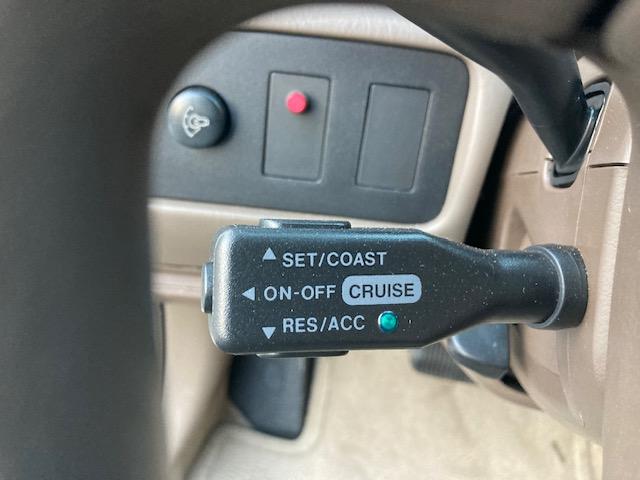 ▲ SET/COAST
◀ ON-OFF CRUISE
▼ RES/ACC